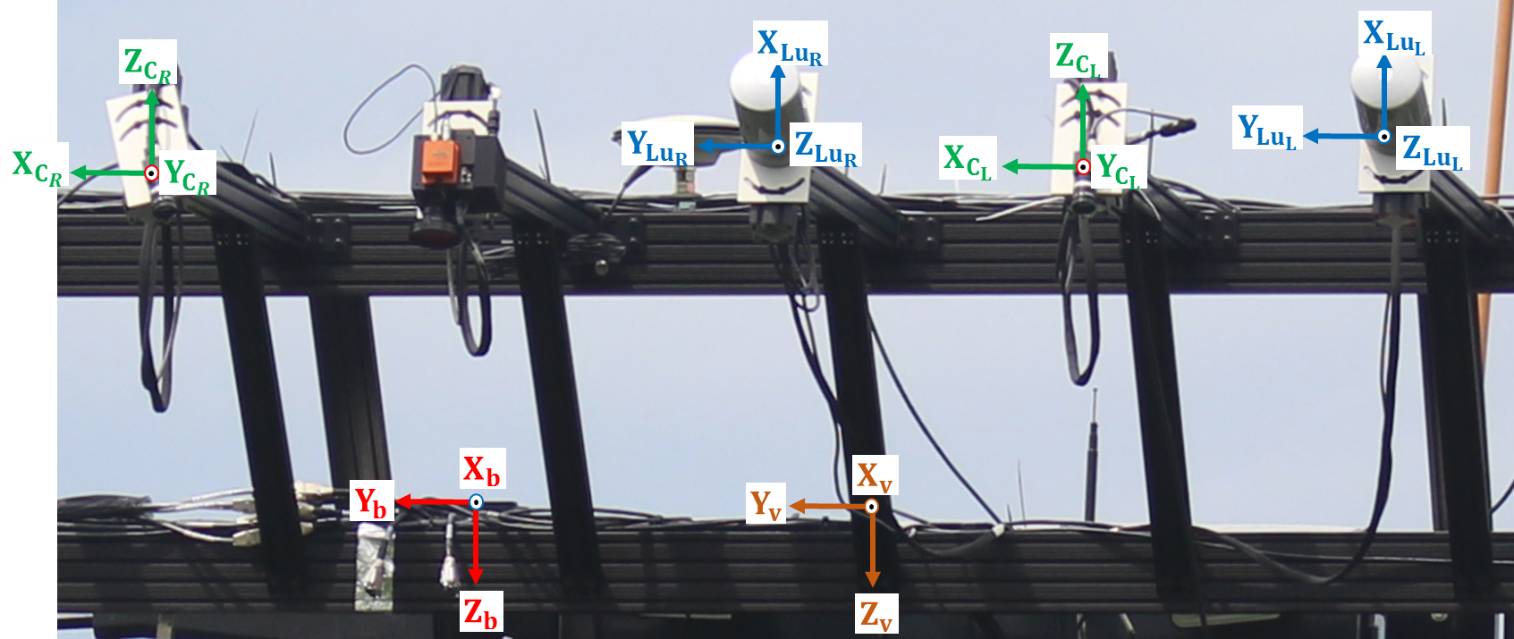 Z_{C_R}
X_{C_R}
Y_{C_R}
X_{Lu_R}
Y_{Lu_R}
Z_{Lu_R}
Z_{C_L}
X_{C_L}
Y_{C_L}
X_{Lu_L}
Y_{Lu_L}
Z_{Lu_L}
X_b
Y_b
Z_b
X_v
Y_v
Z_v